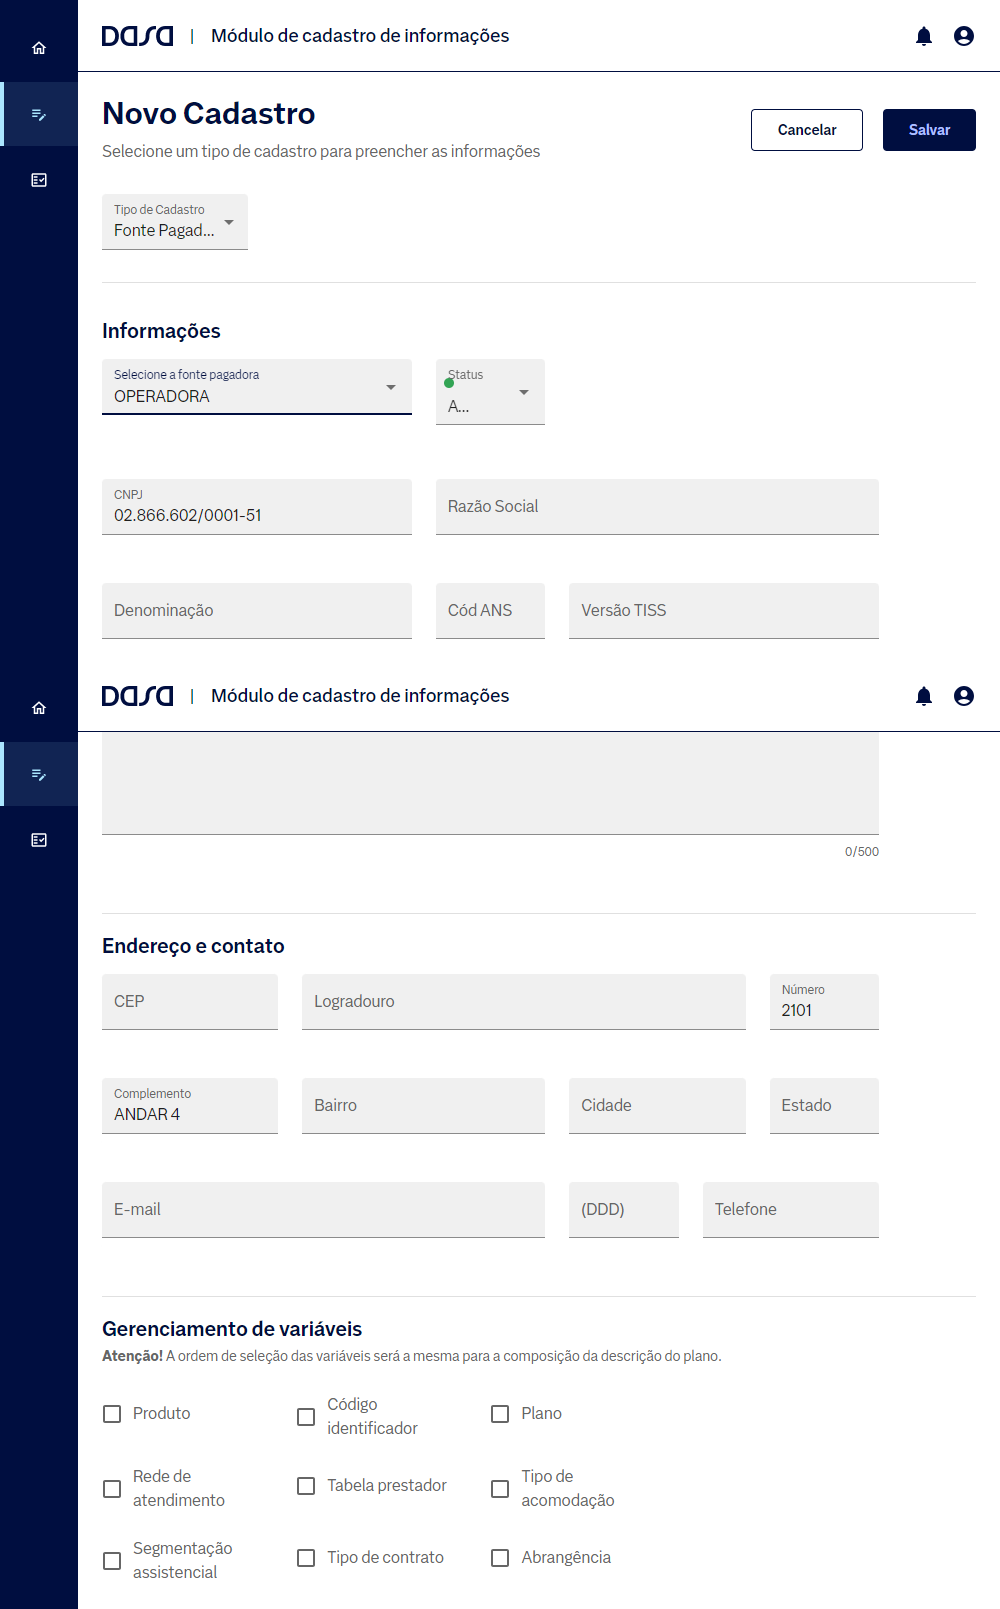 DASA | Módulo de cadastro de informações
Novo Cadastro
Selecione um tipo de cadastro para preencher as informações
Cancelar
Salvar
Tipo de Cadastro
Fonte Pagad...
Informações
Selecione a fonte pagadora
OPERADORA
Status
A...
CNPJ
02.866.602/0001-51
Razão Social
Denominação
Cód ANS
Versão TISS
DASA | Módulo de cadastro de informações
0/500
Endereço e contato
CEP
Logradouro
Número
2101
Complemento
ANDAR 4
Bairro
Cidade
Estado
E-mail
(DDD)
Telefone
Gerenciamento de variáveis
Atenção! A ordem de seleção das variáveis será a mesma para a composição da descrição do plano.
Produto
Código
identificador
Plano
Rede de
atendimento
Tabela prestador
Tipo de
acomodação
Segmentação
assistencial
Tipo de contrato
Abrangência